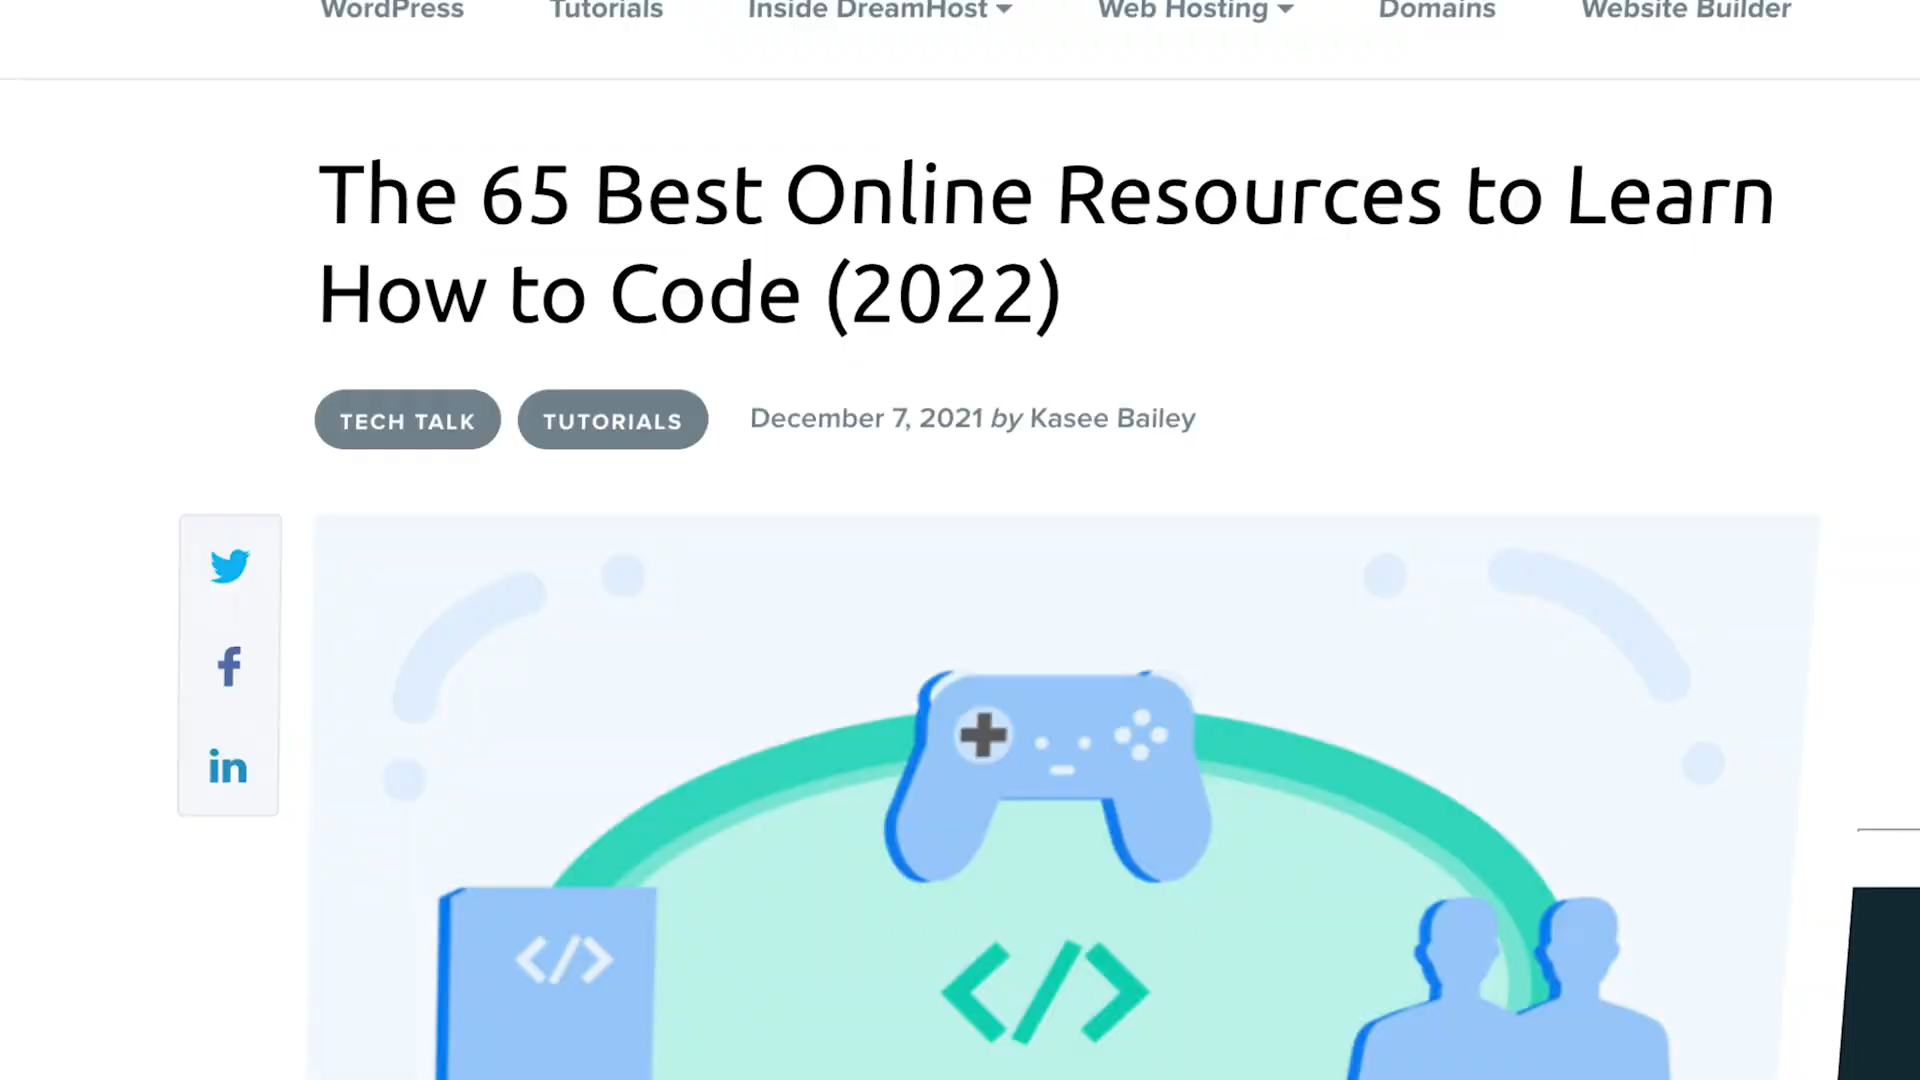 WordPress Tutorials Inside DreamHost Web Hosting Domains Website Builder
The 65 Best Online Resources to Learn
How to Code (2022)
TECH TALK TUTORIALS December 7, 2021 by Kasee Bailey